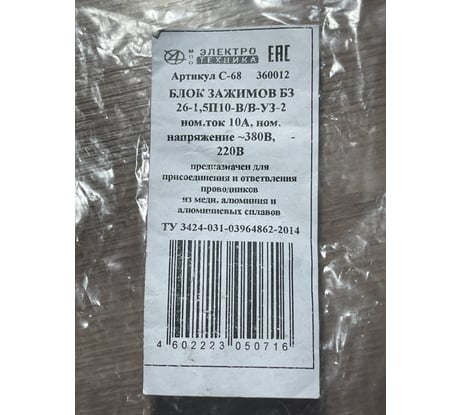 МПО ЭЛЕКТРО ТЕХНИКА ЕАС
Артикул С-68 360012
БЛОК ЗАЖИМОВ БЗ
26-1,5П10-В/В-УЗ-2
ном.ток 10А, ном.
напряжение ~380В, -
220В
предназначен для
присоединения и ответвления
проводников
из меди, алюминия и
алюминиевых сплавов
ТУ 3424-031-03964862-2014
4 602223 050716